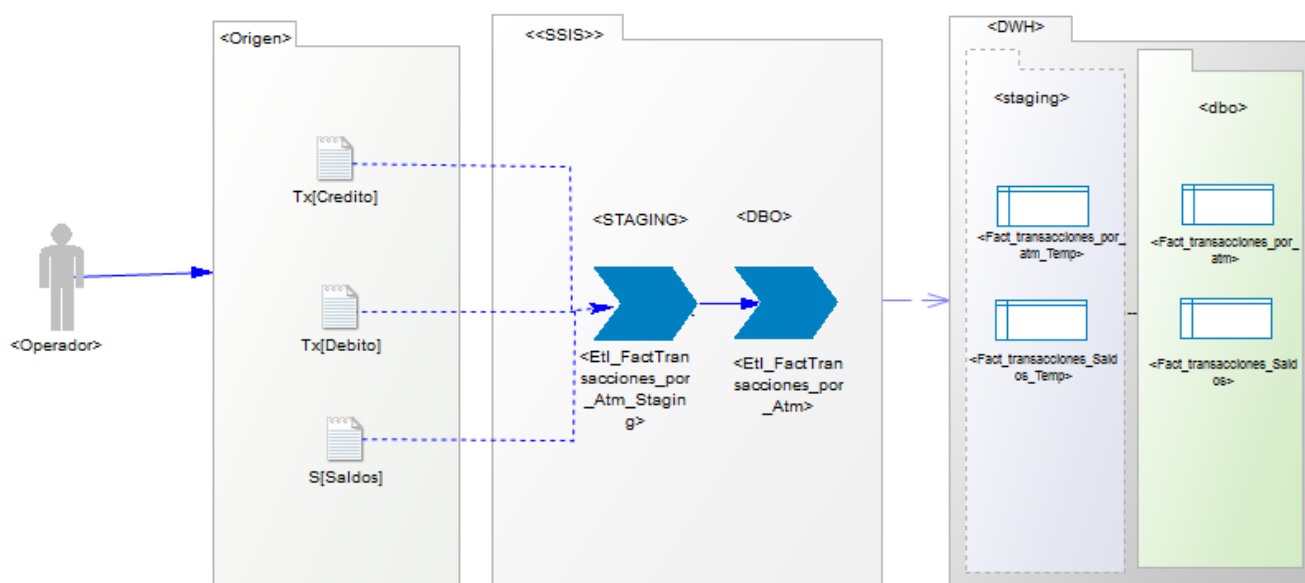 <Origen>
<<SSIS>>
<DWH>
<staging>
<dbo>
Tx[Credito]
<STAGING>
<DBO>
<Fact_transacciones_por_
atm_Temp>
<Fact_transacciones_por_
atm>
Tx[Debito]
<Operador>
<Etl_FactTran
sacciones_por
_Atm_Stagin
g>
<Etl_FactTran
sacciones_por
_Atm>
<Fact_transacciones_Sald
os_Temp>
<Fact_transacciones_Sald
os>
S[Saldos]